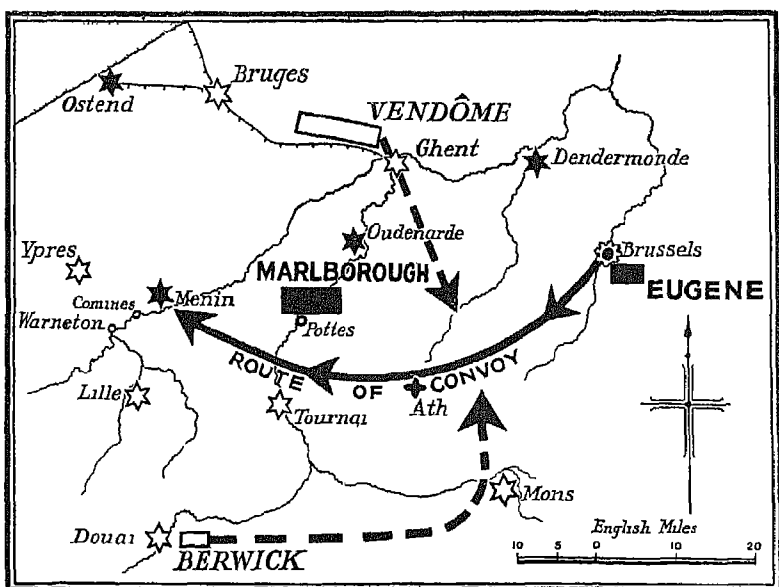 Bruges
Ostend
VENDÔME
Ghent
Dendermonde
Oudenarde
Ypres
Brussels
MARLBOROUGH
EUGENE
Comines
Menin
Warneton
Pottes
ROUTE OF CONVOY
Lille
Tournai
Ath
Mons
Douai
BERWICK
English Miles
10 5 0 10 20